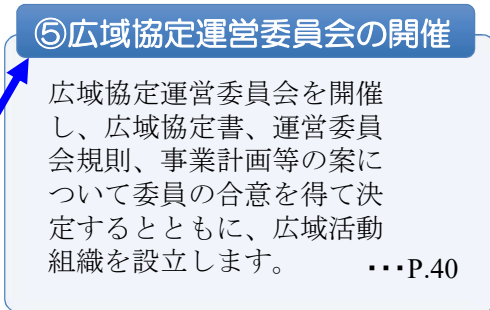 ⑤広域協定運営委員会の開催
広域協定運営委員会を開催
し、広域協定書、運営委員
会規則、事業計画等の案に
ついて委員の合意を得て決
定するとともに、広域活動
組織を設立します。 ・・・P.40